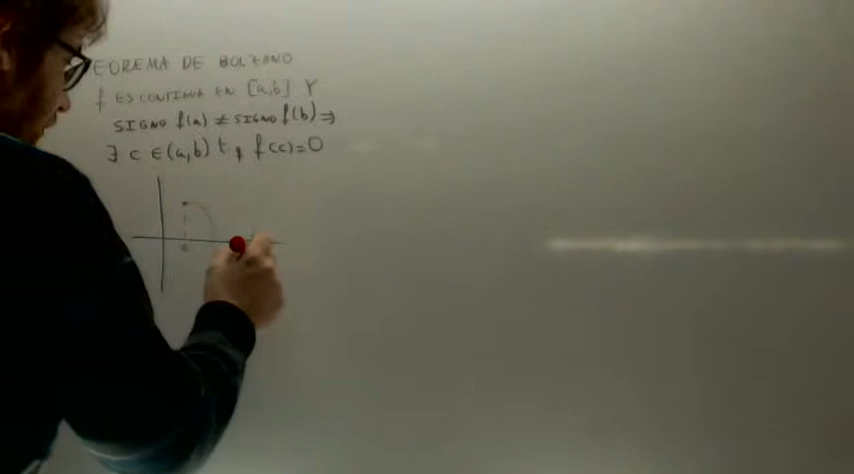 EOREMA DE BOLZANO
f ES CONTINUA EN [a,b] Y
SIGNO f(a) ≠ SIGNO f(b) ⇒
∃ c ∈ (a,b) t q f(c)=0